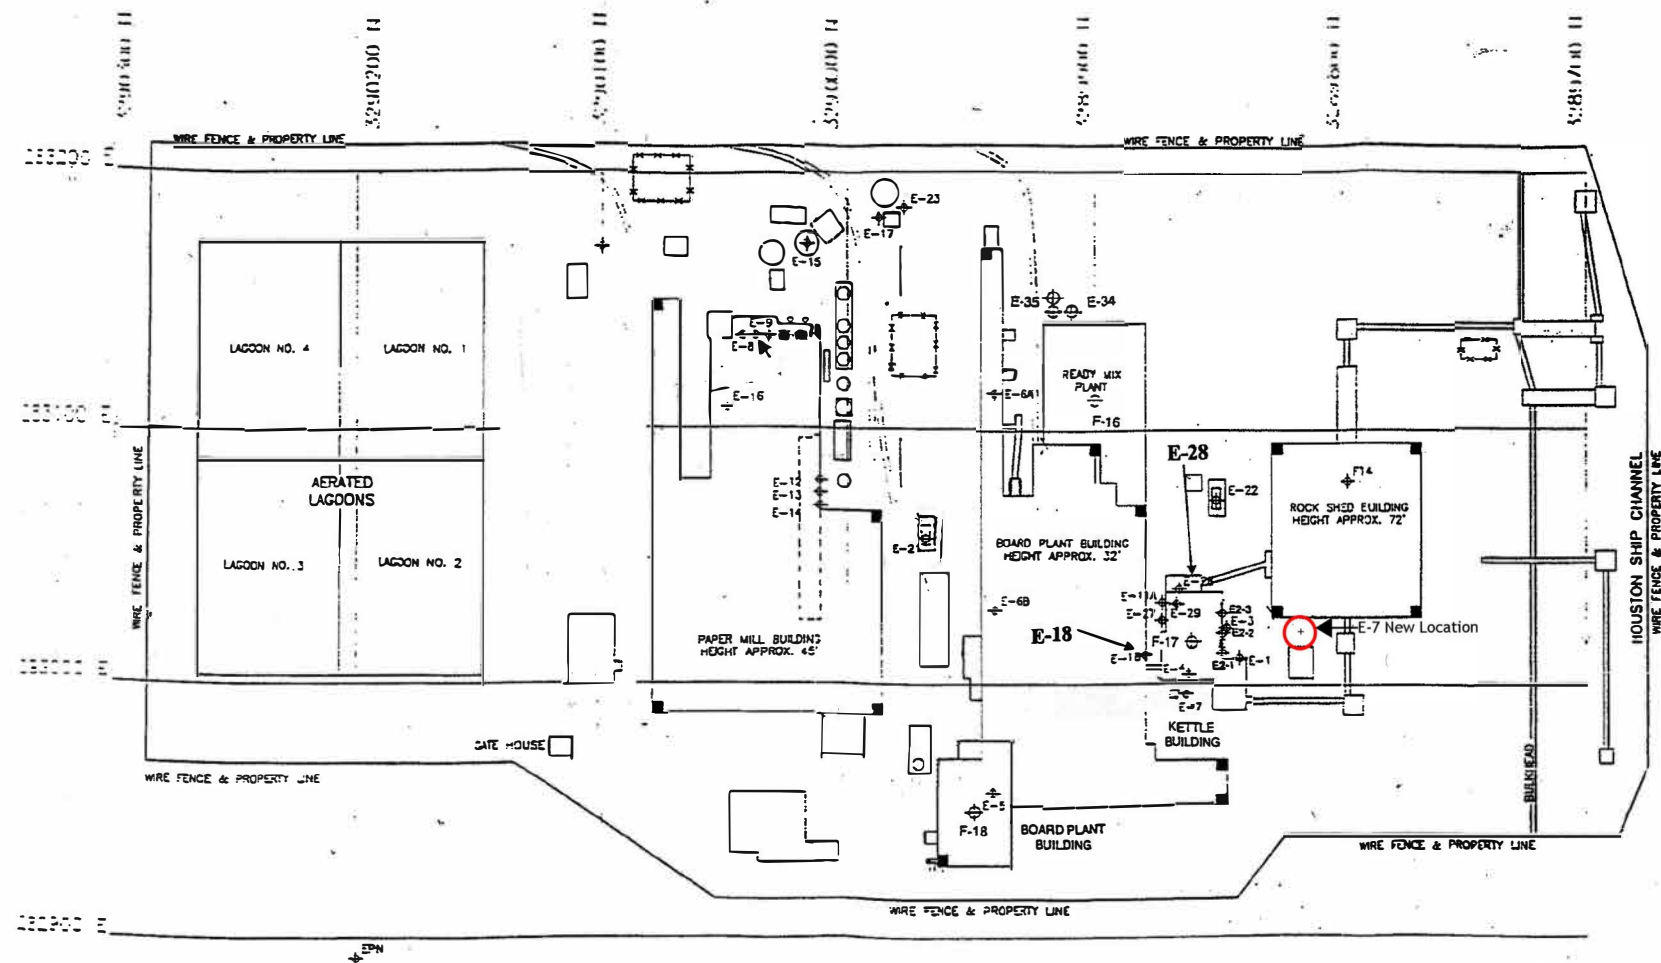 3290200 N
WIRE FENCE & PROPERTY LINE
WIRE FENCE & PROPERTY LINE
E-23
E-17
E-15
E-35
E-34
E-9
E-8
LAGOON NO. 4
LAGOON NO. 1
READY MIX
PLANT
E-16
E-6A
F-16
E-28
WIRE FENCE & PROPERTY LINE
AERATED
LAGOONS
E-12
E-13
E-14
E-22
F14
ROCK SHED BUILDING
HEIGHT APPROX. 72'
HOUSTON SHIP CHANNEL
WIRE FENCE & PROPERTY LINE
E-2
BOARD PLANT BUILDING
HEIGHT APPROX. 32'
LAGOON NO. 3
LAGOON NO. 2
E-6B
E-27
E-29
E2-3
E-3
E2-2
E-7 New Location
PAPER MILL BUILDING
HEIGHT APPROX. 45'
E-18
F-17
E-18
E-4
E2-1
E-1
E-7
KETTLE
BUILDING
GATE HOUSE
WIRE FENCE & PROPERTY LINE
BULKHEAD
E-5
F-18
BOARD PLANT
BUILDING
WIRE FENCE & PROPERTY LINE
WIRE FENCE & PROPERTY LINE
EPN